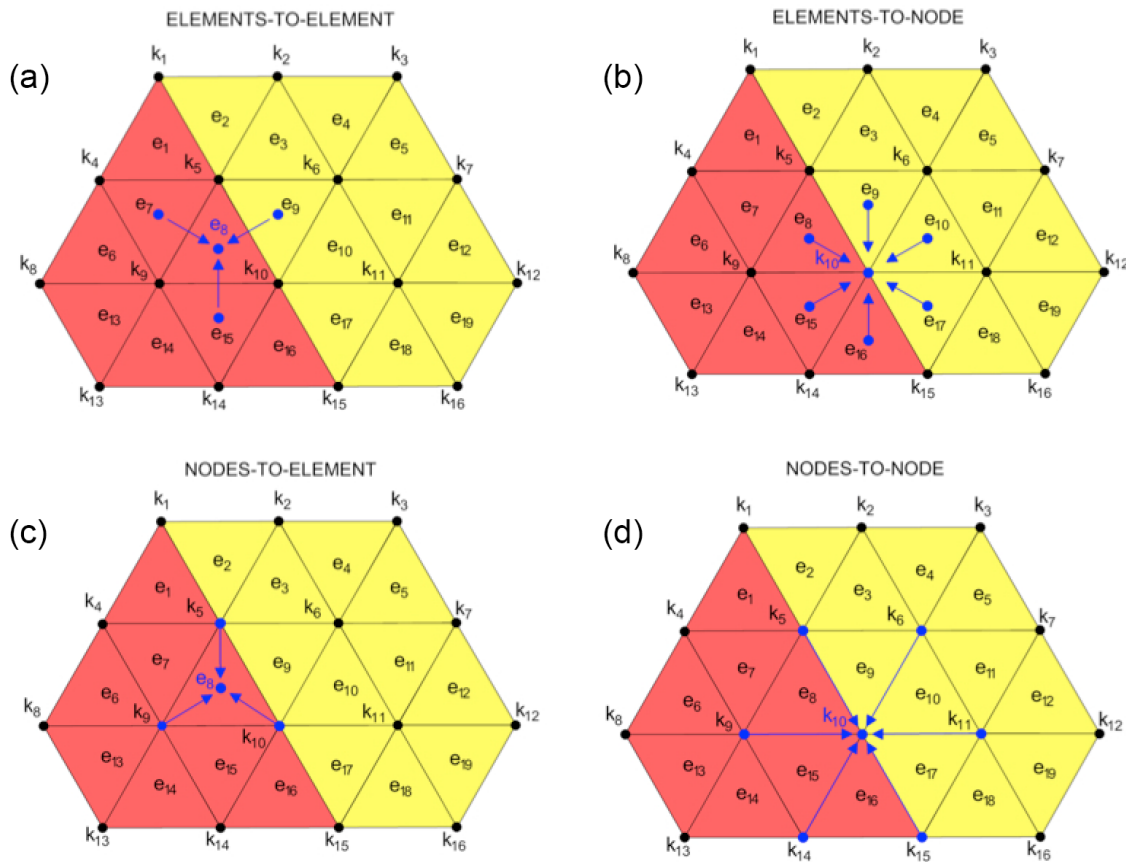 ELEMENTS-TO-ELEMENT
(a)
k1 k2 k3
e2 e4
e1 e3 e5
k4 k5 k6 k7
e7 e8 e9 e11
e6 e10 e12
k8 k9 k10 k11 k12
e13 e15 e17 e19
e14 e16 e18
k13 k14 k15 k16
ELEMENTS-TO-NODE
(b)
k1 k2 k3
e2 e4
e1 e3 e5
k4 k5 k6 k7
e9
e7 e8 e10 e11
e6 e12
k8 k9 k10 k11 k12
e13 e15 e17 e19
e14 e16 e18
k13 k14 k15 k16
NODES-TO-ELEMENT
(c)
k1 k2 k3
e2 e4
e1 e3 e5
k4 k5 k6 k7
e7 e9 e11
e6 e8 e10 e12
k8 k9 k10 k11 k12
e13 e15 e17 e19
e14 e16 e18
k13 k14 k15 k16
NODES-TO-NODE
(d)
k1 k2 k3
e2 e4
e1 e3 e5
k4 k5 k6 k7
e7 e9 e11
e6 e8 e10 e12
k8 k9 k10 k11 k12
e13 e15 e17 e19
e14 e16 e18
k13 k14 k15 k16